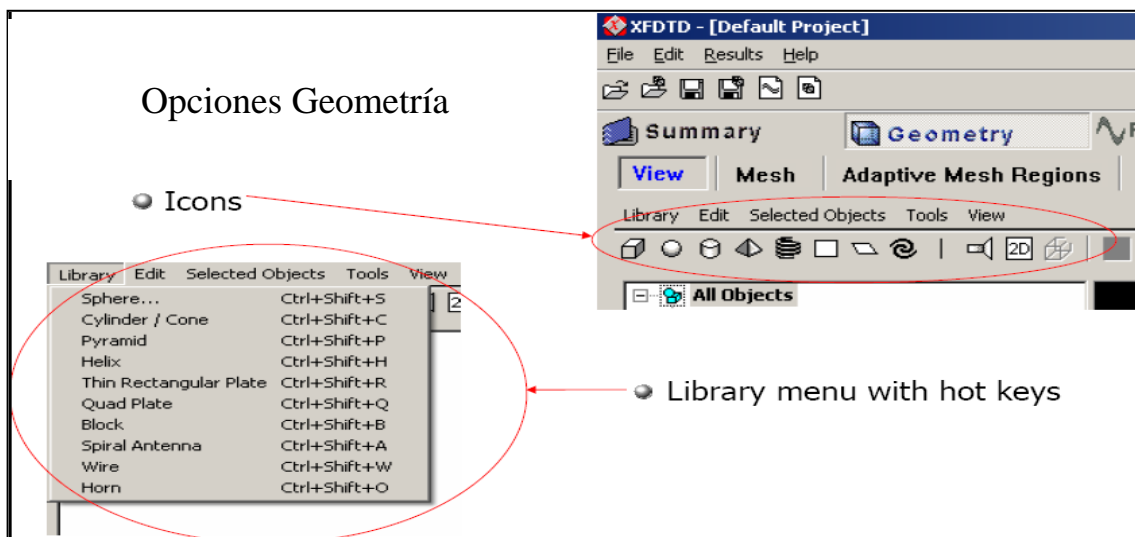 Opciones Geometría
Icons
XFDTD - [Default Project]
File Edit Results Help
Summary Geometry
View Mesh Adaptive Mesh Regions
Library Edit Selected Objects Tools View
2D
All Objects
Library Edit Selected Objects Tools View
Sphere... Ctrl+Shift+S
Cylinder / Cone Ctrl+Shift+C
Pyramid Ctrl+Shift+P
Helix Ctrl+Shift+H
Thin Rectangular Plate Ctrl+Shift+R
Quad Plate Ctrl+Shift+Q
Block Ctrl+Shift+B
Spiral Antenna Ctrl+Shift+A
Wire Ctrl+Shift+W
Horn Ctrl+Shift+O
Library menu with hot keys